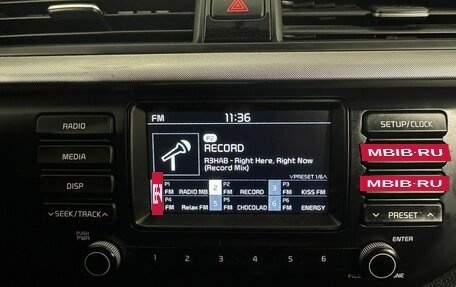 FM 11:36
P2
RECORD
R3HAB - Right Here, Right Now
(Record Mix)
PRESET 1/6
P1 P2 P3
FM RADIO MB 2 FM RECORD 3 FM KISS FM
P4 P5 P6
FM Relax FM 5 FM CHOCOLAD 6 FM ENERGY
RADIO
MEDIA
DISP
SEEK/TRACK
PUSH
PWR
1 2 3 4 5 6
SETUP/CLOCK
MBIB-RU
MBIB-RU
PRESET
ENTER